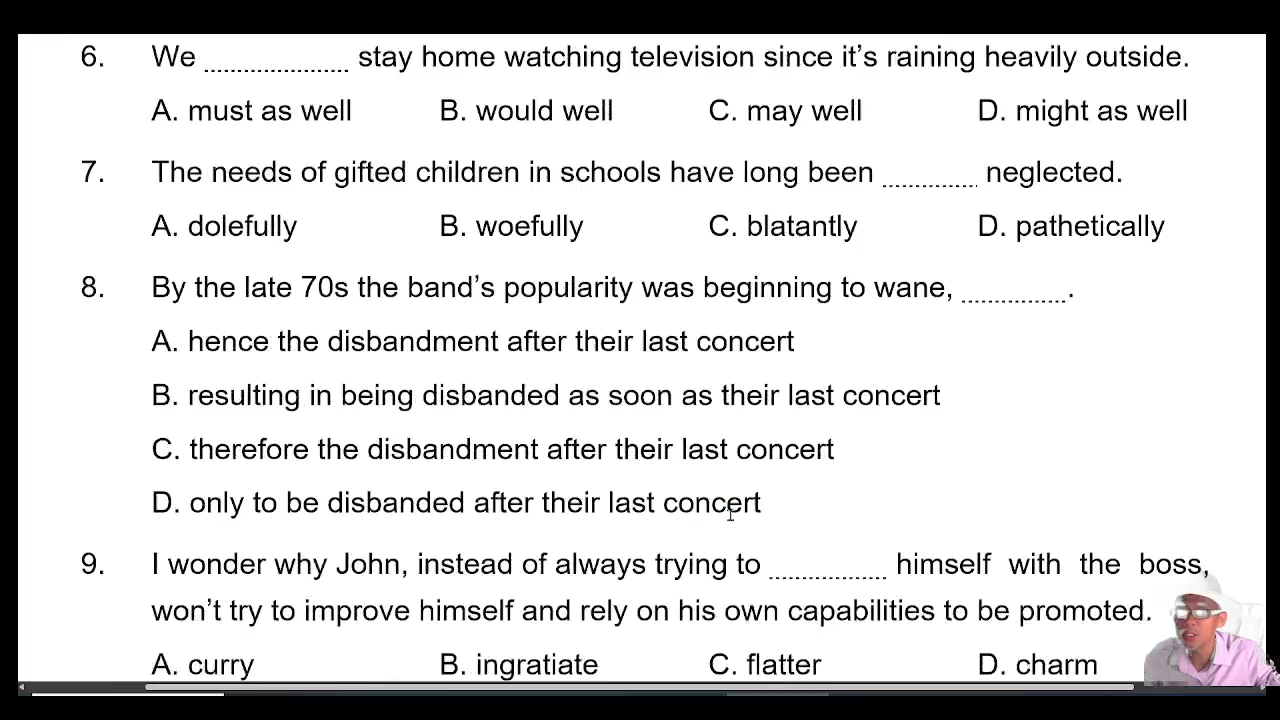 6. We ..................... stay home watching television since it's raining heavily outside.
A. must as well B. would well C. may well D. might as well
7. The needs of gifted children in schools have long been .............. neglected.
A. dolefully B. woefully C. blatantly D. pathetically
8. By the late 70s the band's popularity was beginning to wane, ................
A. hence the disbandment after their last concert
B. resulting in being disbanded as soon as their last concert
C. therefore the disbandment after their last concert
D. only to be disbanded after their last concert
9. I wonder why John, instead of always trying to ................. himself with the boss,
won't try to improve himself and rely on his own capabilities to be promoted.
A. curry B. ingratiate C. flatter D. charm